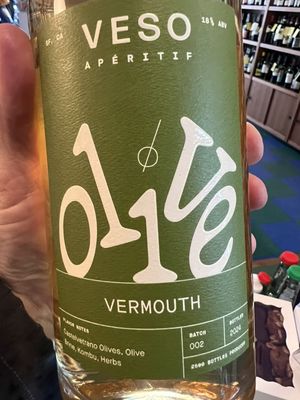 SF, CA
VESO
18% ABV
APÉRITIF
olive
VERMOUTH
FLAVOR NOTES
Castelvetrano Olives, Olive
Brine, Kombu, Herbs
BATCH
002
BOTTLED
2024
2500 BOTTLES PRODUCED